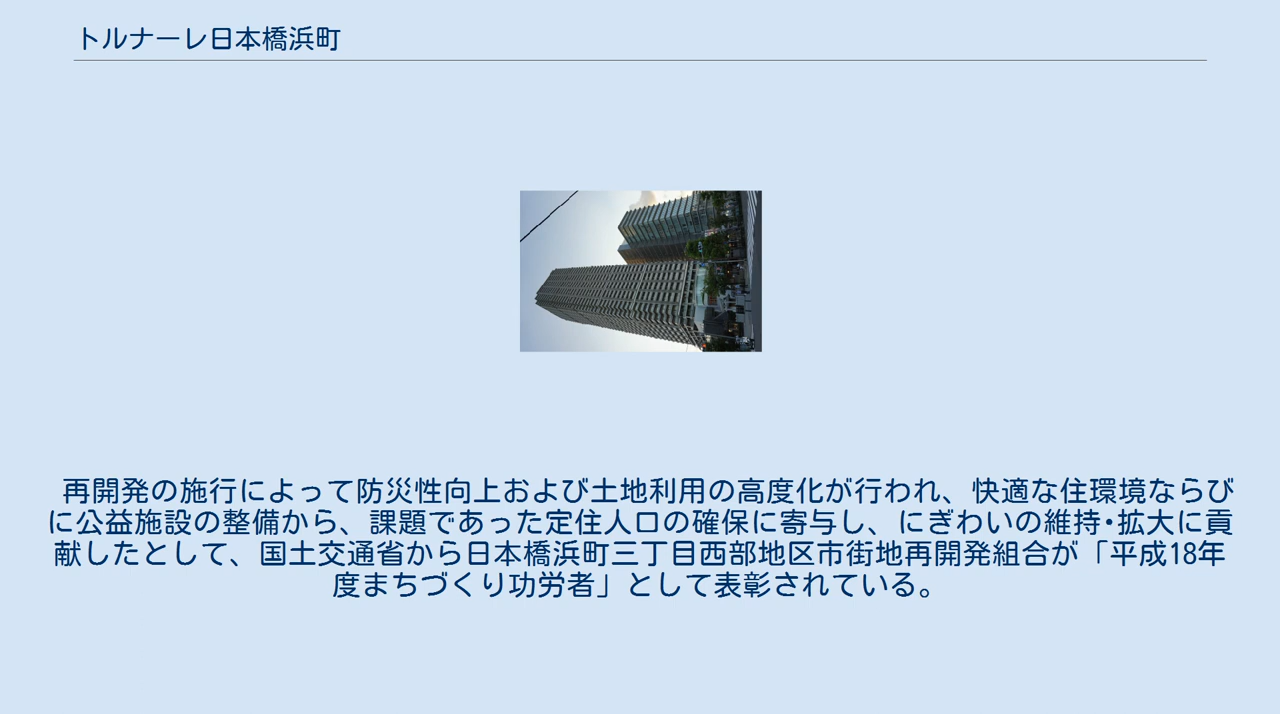 トルナーレ日本橋浜町
再開発の施行によって防災性向上および土地利用の高度化が行われ、快適な住環境ならび
に公益施設の整備から、課題であった定住人口の確保に寄与し、にぎわいの維持・拡大に貢
献したとして、国土交通省から日本橋浜町三丁目西部地区市街地再開発組合が「平成18年
度まちづくり功労者」として表彰されている。